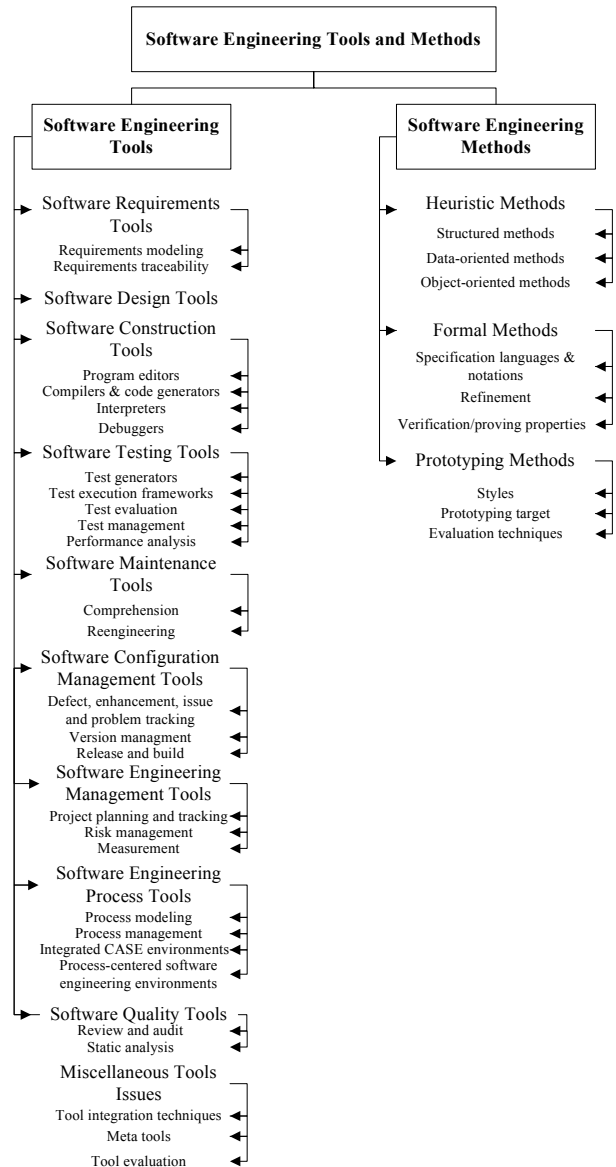 Software Engineering Tools and Methods
Software Engineering
Tools
Software Requirements
Tools
Requirements modeling
Requirements traceability
Software Design Tools
Software Construction
Tools
Program editors
Compilers & code generators
Interpreters
Debuggers
Software Testing Tools
Test generators
Test execution frameworks
Test evaluation
Test management
Performance analysis
Software Maintenance
Tools
Comprehension
Reengineering
Software Configuration
Management Tools
Defect, enhancement, issue
and problem tracking
Version managment
Release and build
Software Engineering
Management Tools
Project planning and tracking
Risk management
Measurement
Software Engineering
Process Tools
Process modeling
Process management
Integrated CASE environments
Process-centered software
engineering environments
Software Quality Tools
Review and audit
Static analysis
Miscellaneous Tools
Issues
Tool integration techniques
Meta tools
Tool evaluation
Software Engineering
Methods
Heuristic Methods
Structured methods
Data-oriented methods
Object-oriented methods
Formal Methods
Specification languages &
notations
Refinement
Verification/proving properties
Prototyping Methods
Styles
Prototyping target
Evaluation techniques